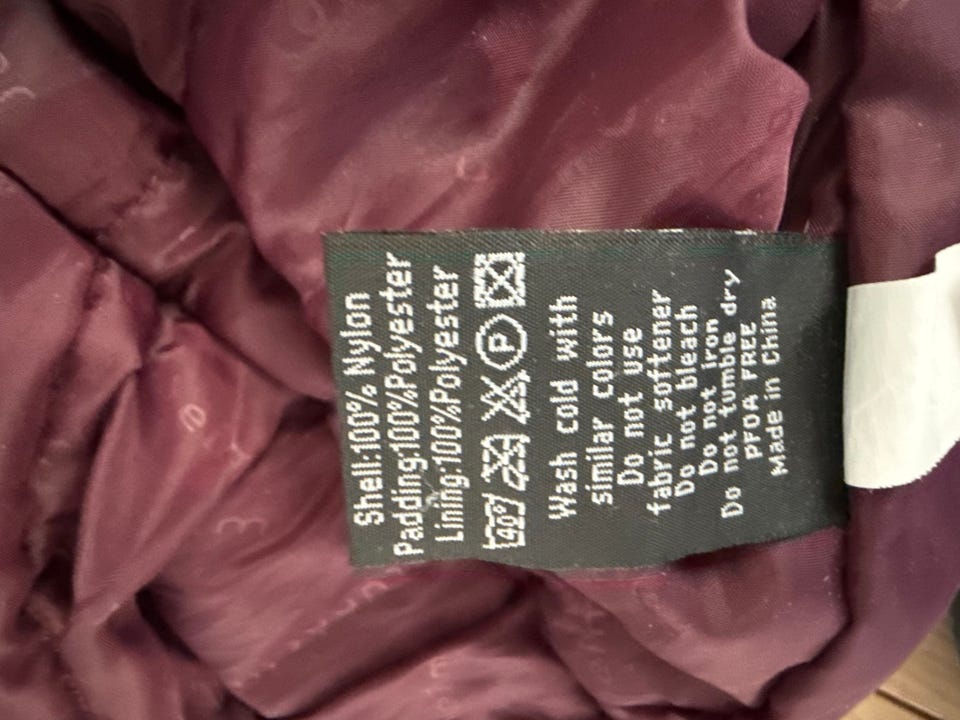 Shell:100% Nylon
Padding:100%Polyester
Lining:100%Polyester
40° P
Wash cold with
similar colors
Do not use
fabric softener
Do not bleach
Do not iron
Do not tumble dry
PFOA FREE
Made in China